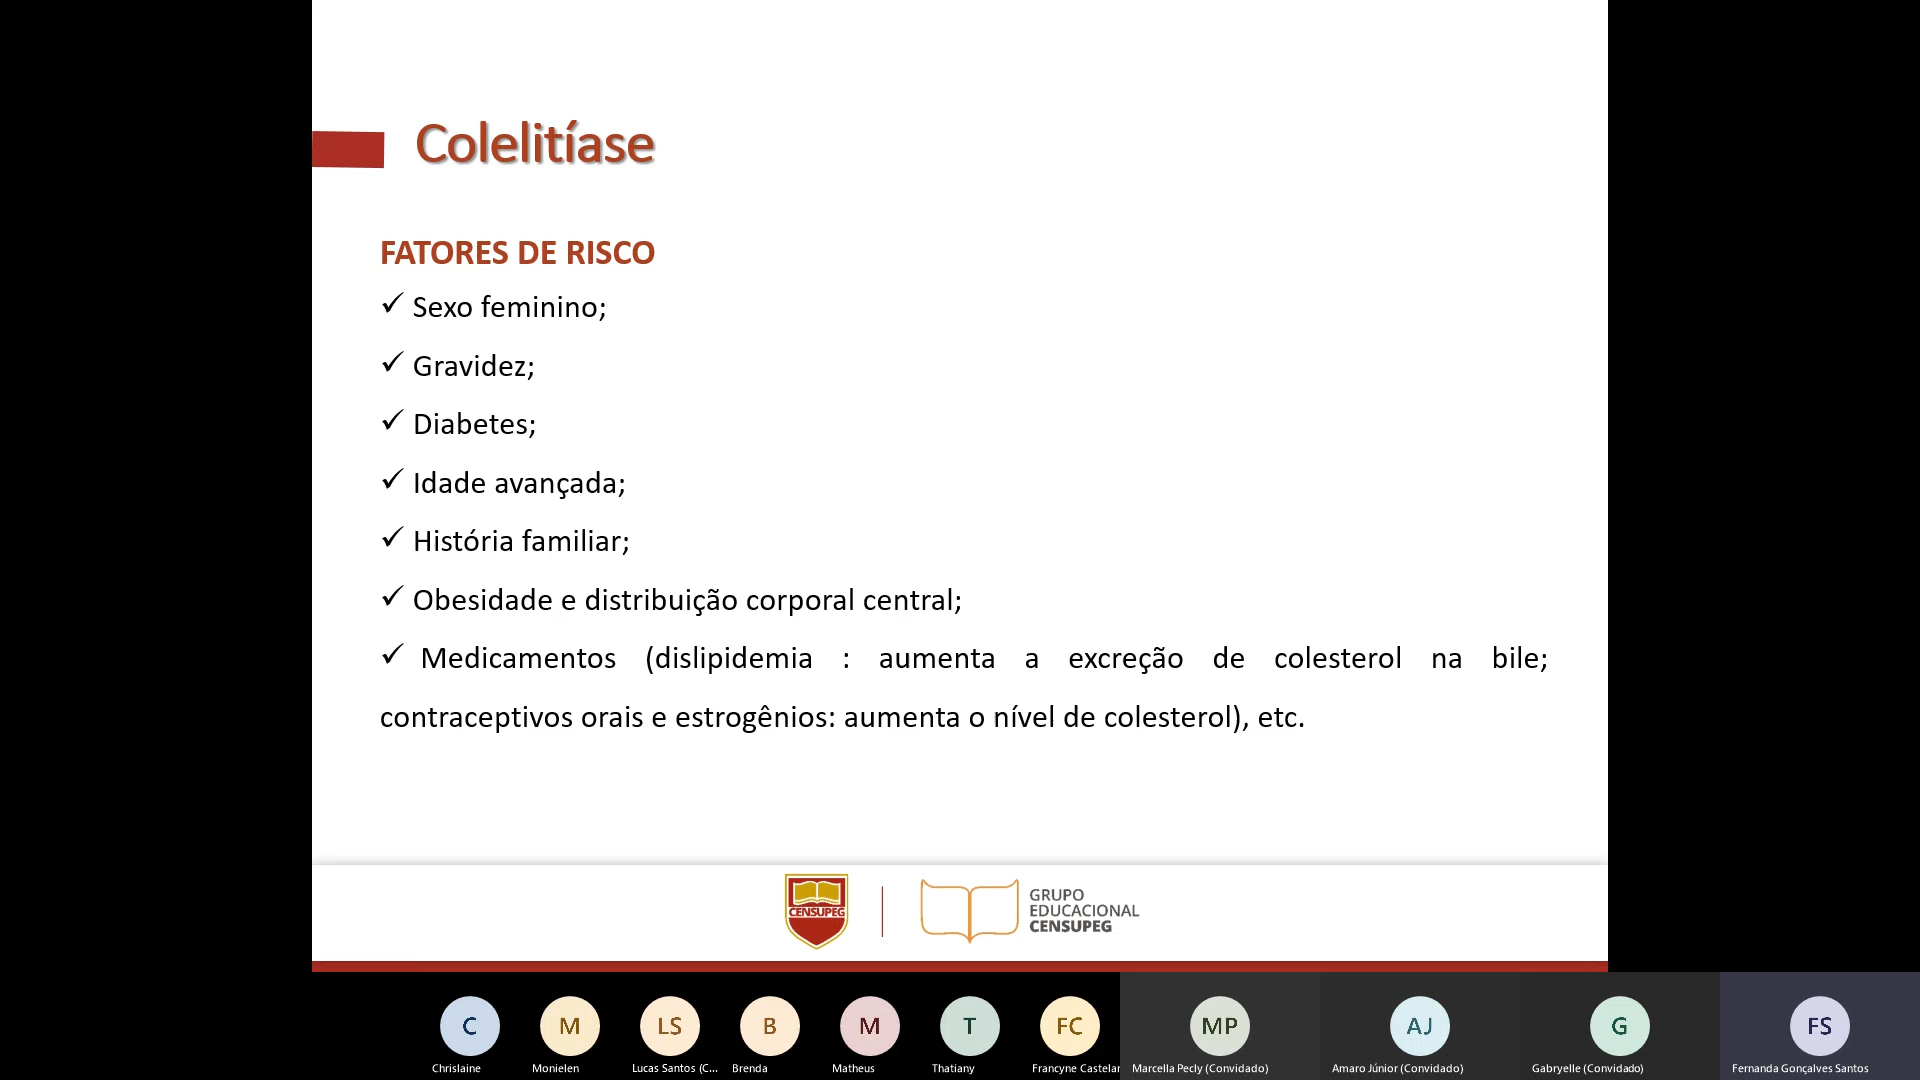 Colelitíase
FATORES DE RISCO
✓ Sexo feminino;
✓ Gravidez;
✓ Diabetes;
✓ Idade avançada;
✓ História familiar;
✓ Obesidade e distribuição corporal central;
✓ Medicamentos (dislipidemia : aumenta a excreção de colesterol na bile;
contraceptivos orais e estrogênios: aumenta o nível de colesterol), etc.
CENSUPEG
GRUPO
EDUCACIONAL
CENSUPEG
C M LS B M T FC MP AJ G FS
Chrislaine Monielen Lucas Santos (C... Brenda Matheus Thatiany Francyne Castelar Marcella Pecly (Convidado) Amaro Júnior (Convidado) Gabryelle (Convidado) Fernanda Gonçalves Santos